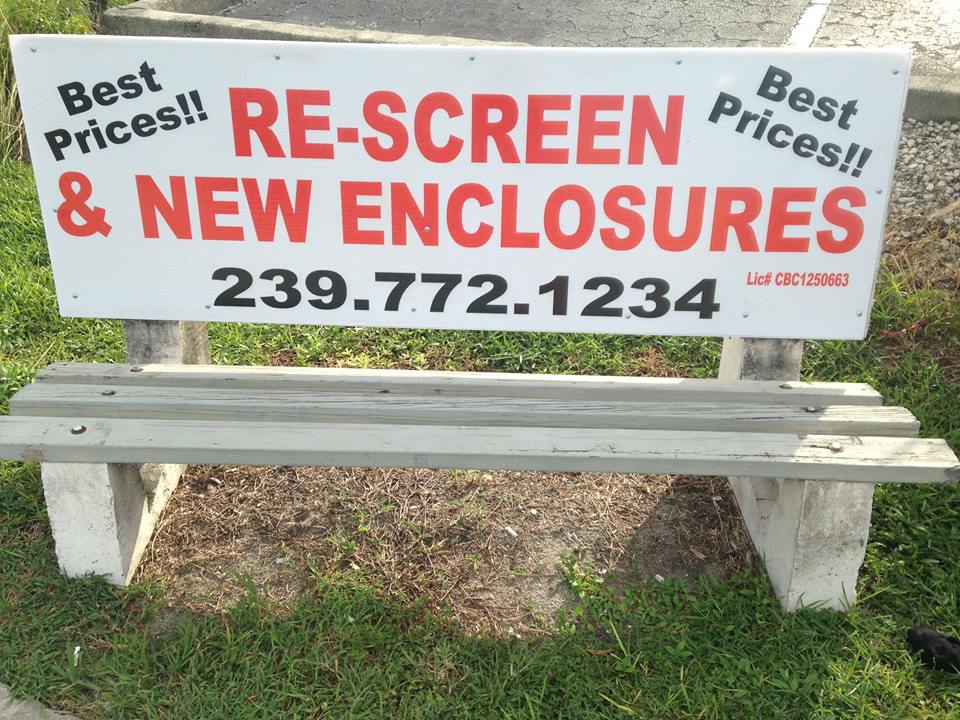 Best
Prices!!
RE-SCREEN
Best
Prices!!
& NEW ENCLOSURES
239.772.1234
Lic# CBC1250663